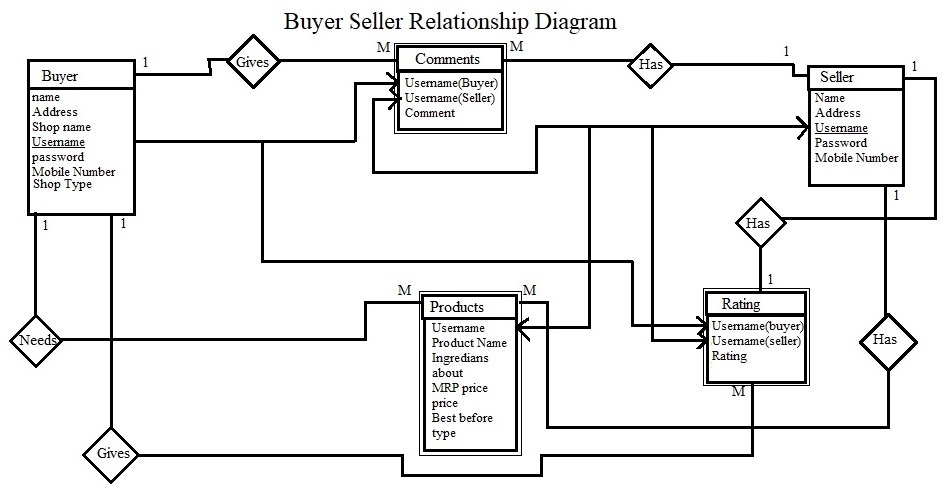 Buyer Seller Relationship Diagram
Buyer
name
Address
Shop name
Username
password
Mobile Number
Shop Type
1
Gives
M
Comments
Username(Buyer)
Username(Seller)
Comment
M
Has
1
Seller
Name
Address
Username
Password
Mobile Number
1
1
1
1
Has
1
Needs
M
Products
Username
Product Name
Ingredians
about
MRP price
price
Best before
type
M
Rating
Username(buyer)
Username(seller)
Rating
M
Has
Gives